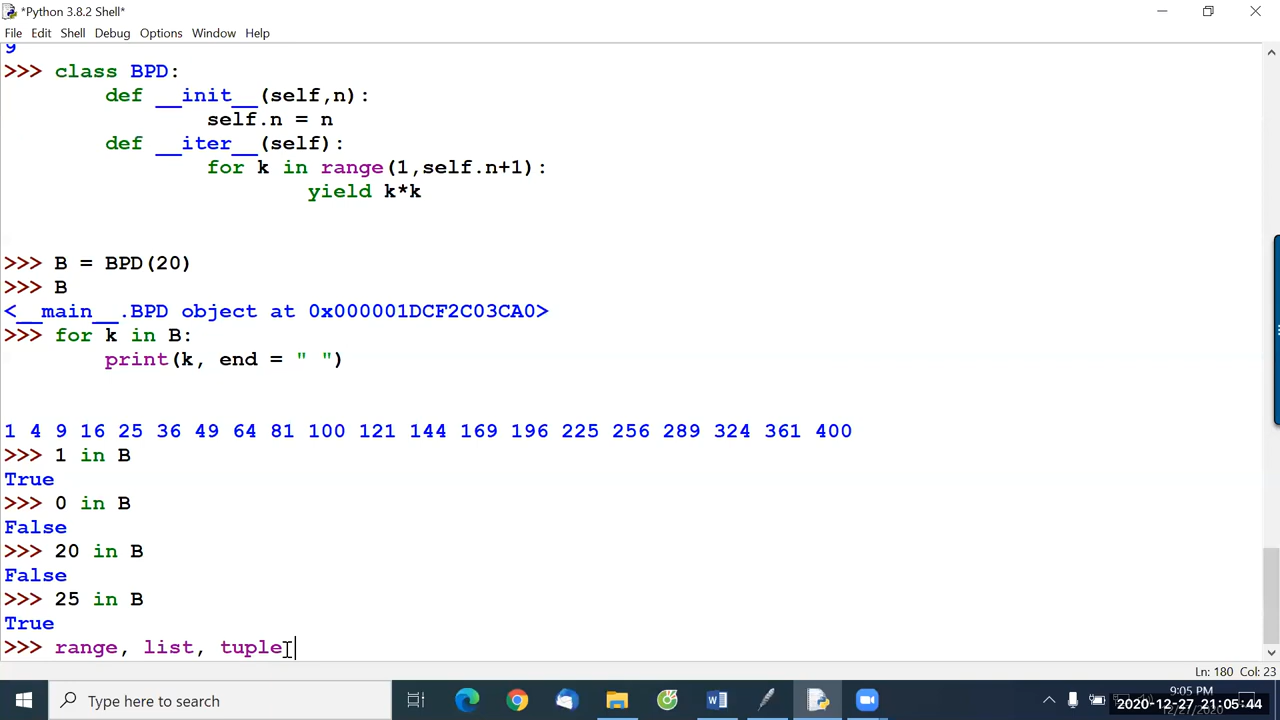 *Python 3.8.2 Shell*
File Edit Shell Debug Options Window Help
9
>>> class BPD:
        def __init__(self,n):
                self.n = n
        def __iter__(self):
                for k in range(1,self.n+1):
                        yield k*k
>>> B = BPD(20)
>>> B
<__main__.BPD object at 0x000001DCF2C03CA0>
>>> for k in B:
        print(k, end = " ")
1 4 9 16 25 36 49 64 81 100 121 144 169 196 225 256 289 324 361 400
>>> 1 in B
True
>>> 0 in B
False
>>> 20 in B
False
>>> 25 in B
True
>>> range, list, tuple
Ln: 180 Col: 23
Type here to search
9:05 PM
2020-12-27 21:05:44